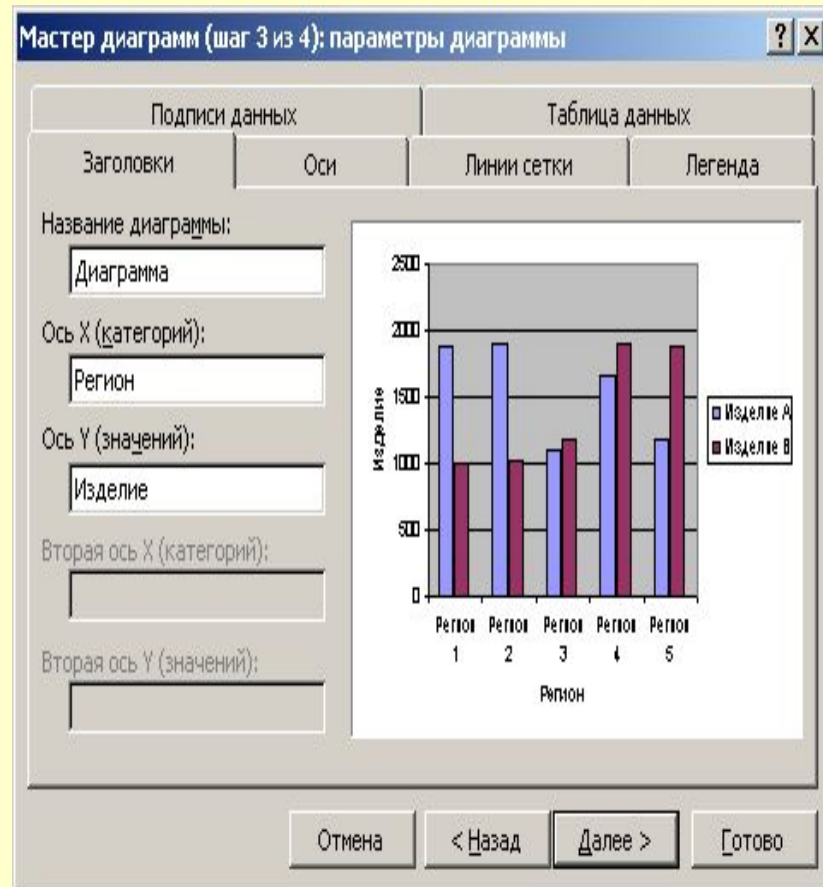 Мастер диаграмм (шаг 3 из 4): параметры диаграммы
Подписи данных
Таблица данных
Заголовки
Оси
Линии сетки
Легенда
Название диаграммы:
Диаграмма
Ось X (категорий):
Регион
Ось Y (значений):
Изделие
Вторая ось X (категорий):
Вторая ось Y (значений):
2500
2000
1500
1000
500
0
Изделие
Регион Регион Регион Регион Регион
1 2 3 4 5
Регион
Изделие A
Изделие B
Отмена
< Назад
Далее >
Готово